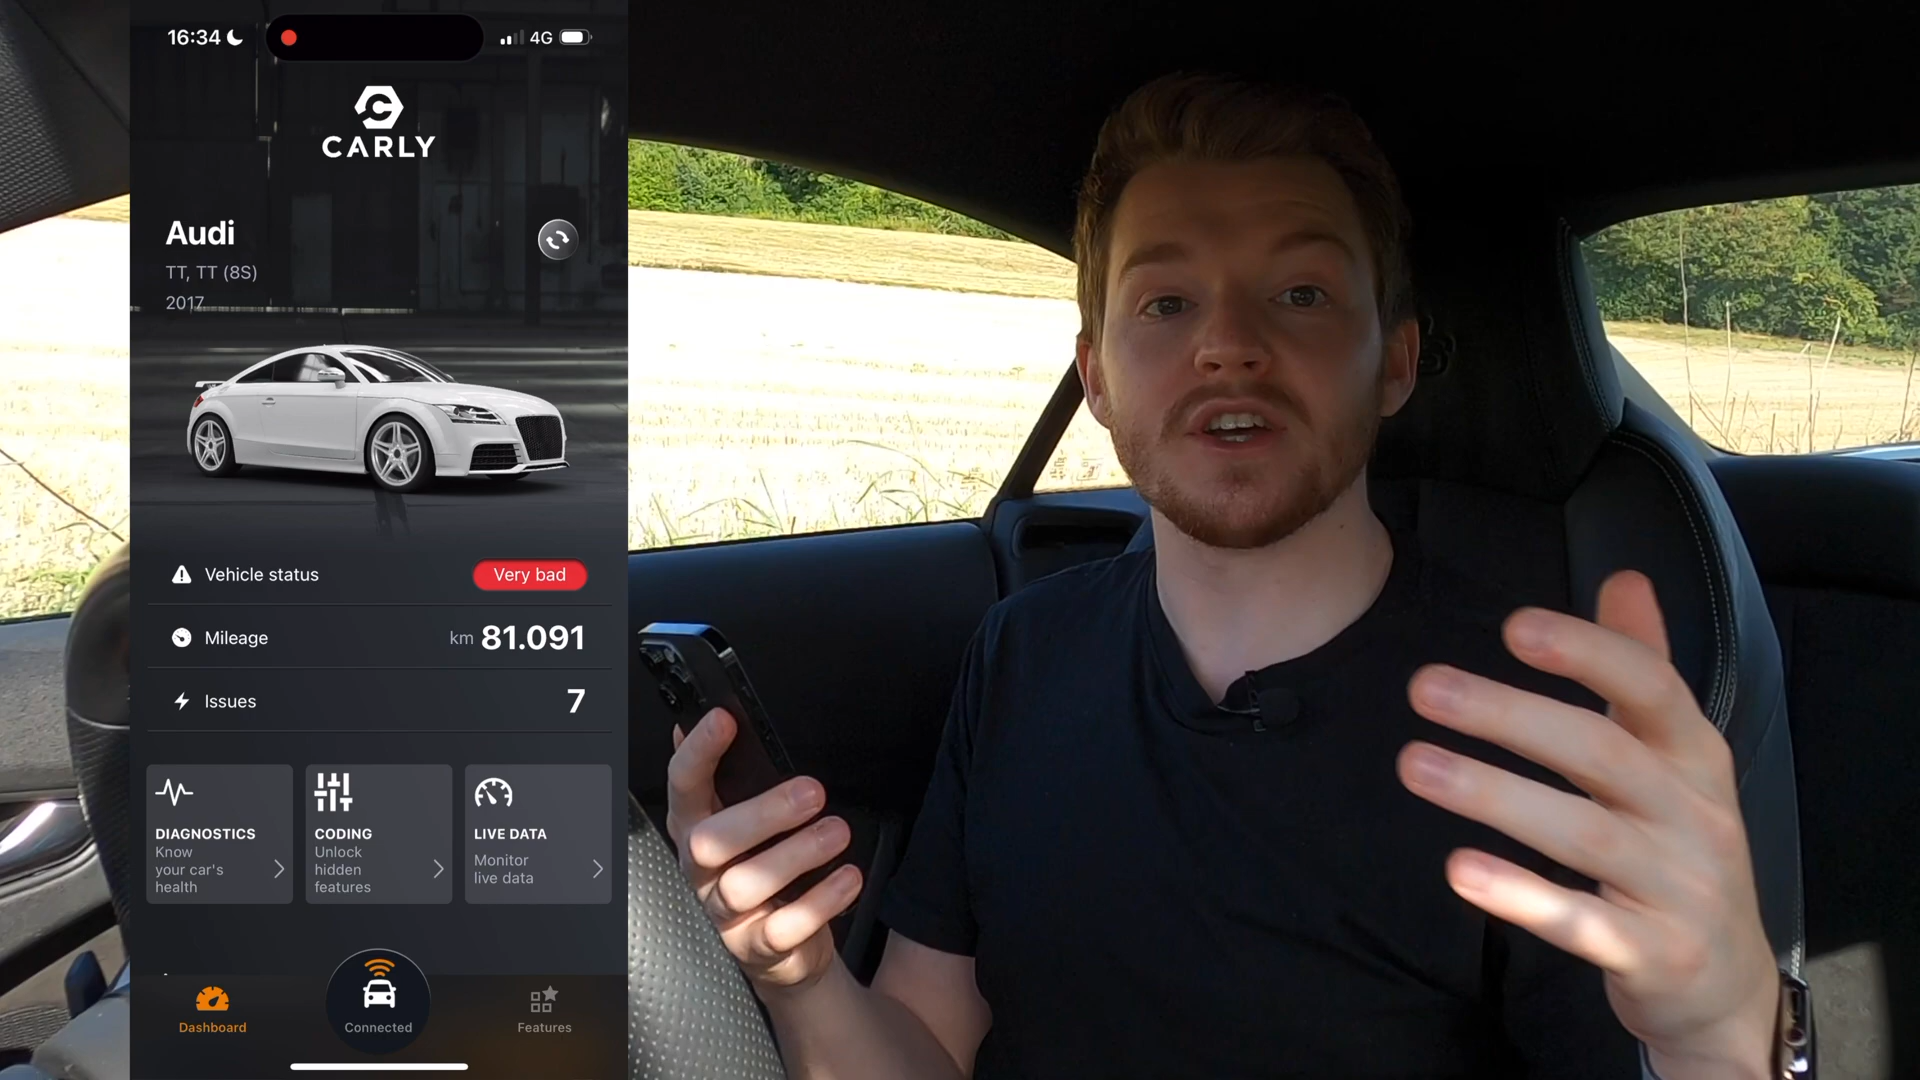 16:34
4G
CARLY
Audi
TT, TT (8S)
2017
Vehicle status
Very bad
Mileage
km 81.091
Issues
7
DIAGNOSTICS
Know
your car's
health
CODING
Unlock
hidden
features
LIVE DATA
Monitor
live data
Dashboard
Connected
Features